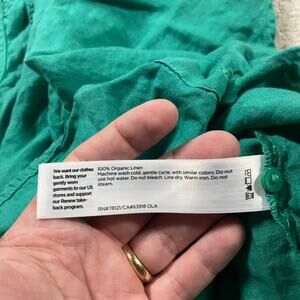 We want our clothes
back. Bring your
gently worn
garments to our US
stores and support
our Renew take-
back program.
100% Organic Linen
Machine wash cold, gentle cycle, with similar colors. Do not
use hot water. Do not bleach. Line dry. Warm iron. Do not
steam.
RN#78121/CA#63918 OLA